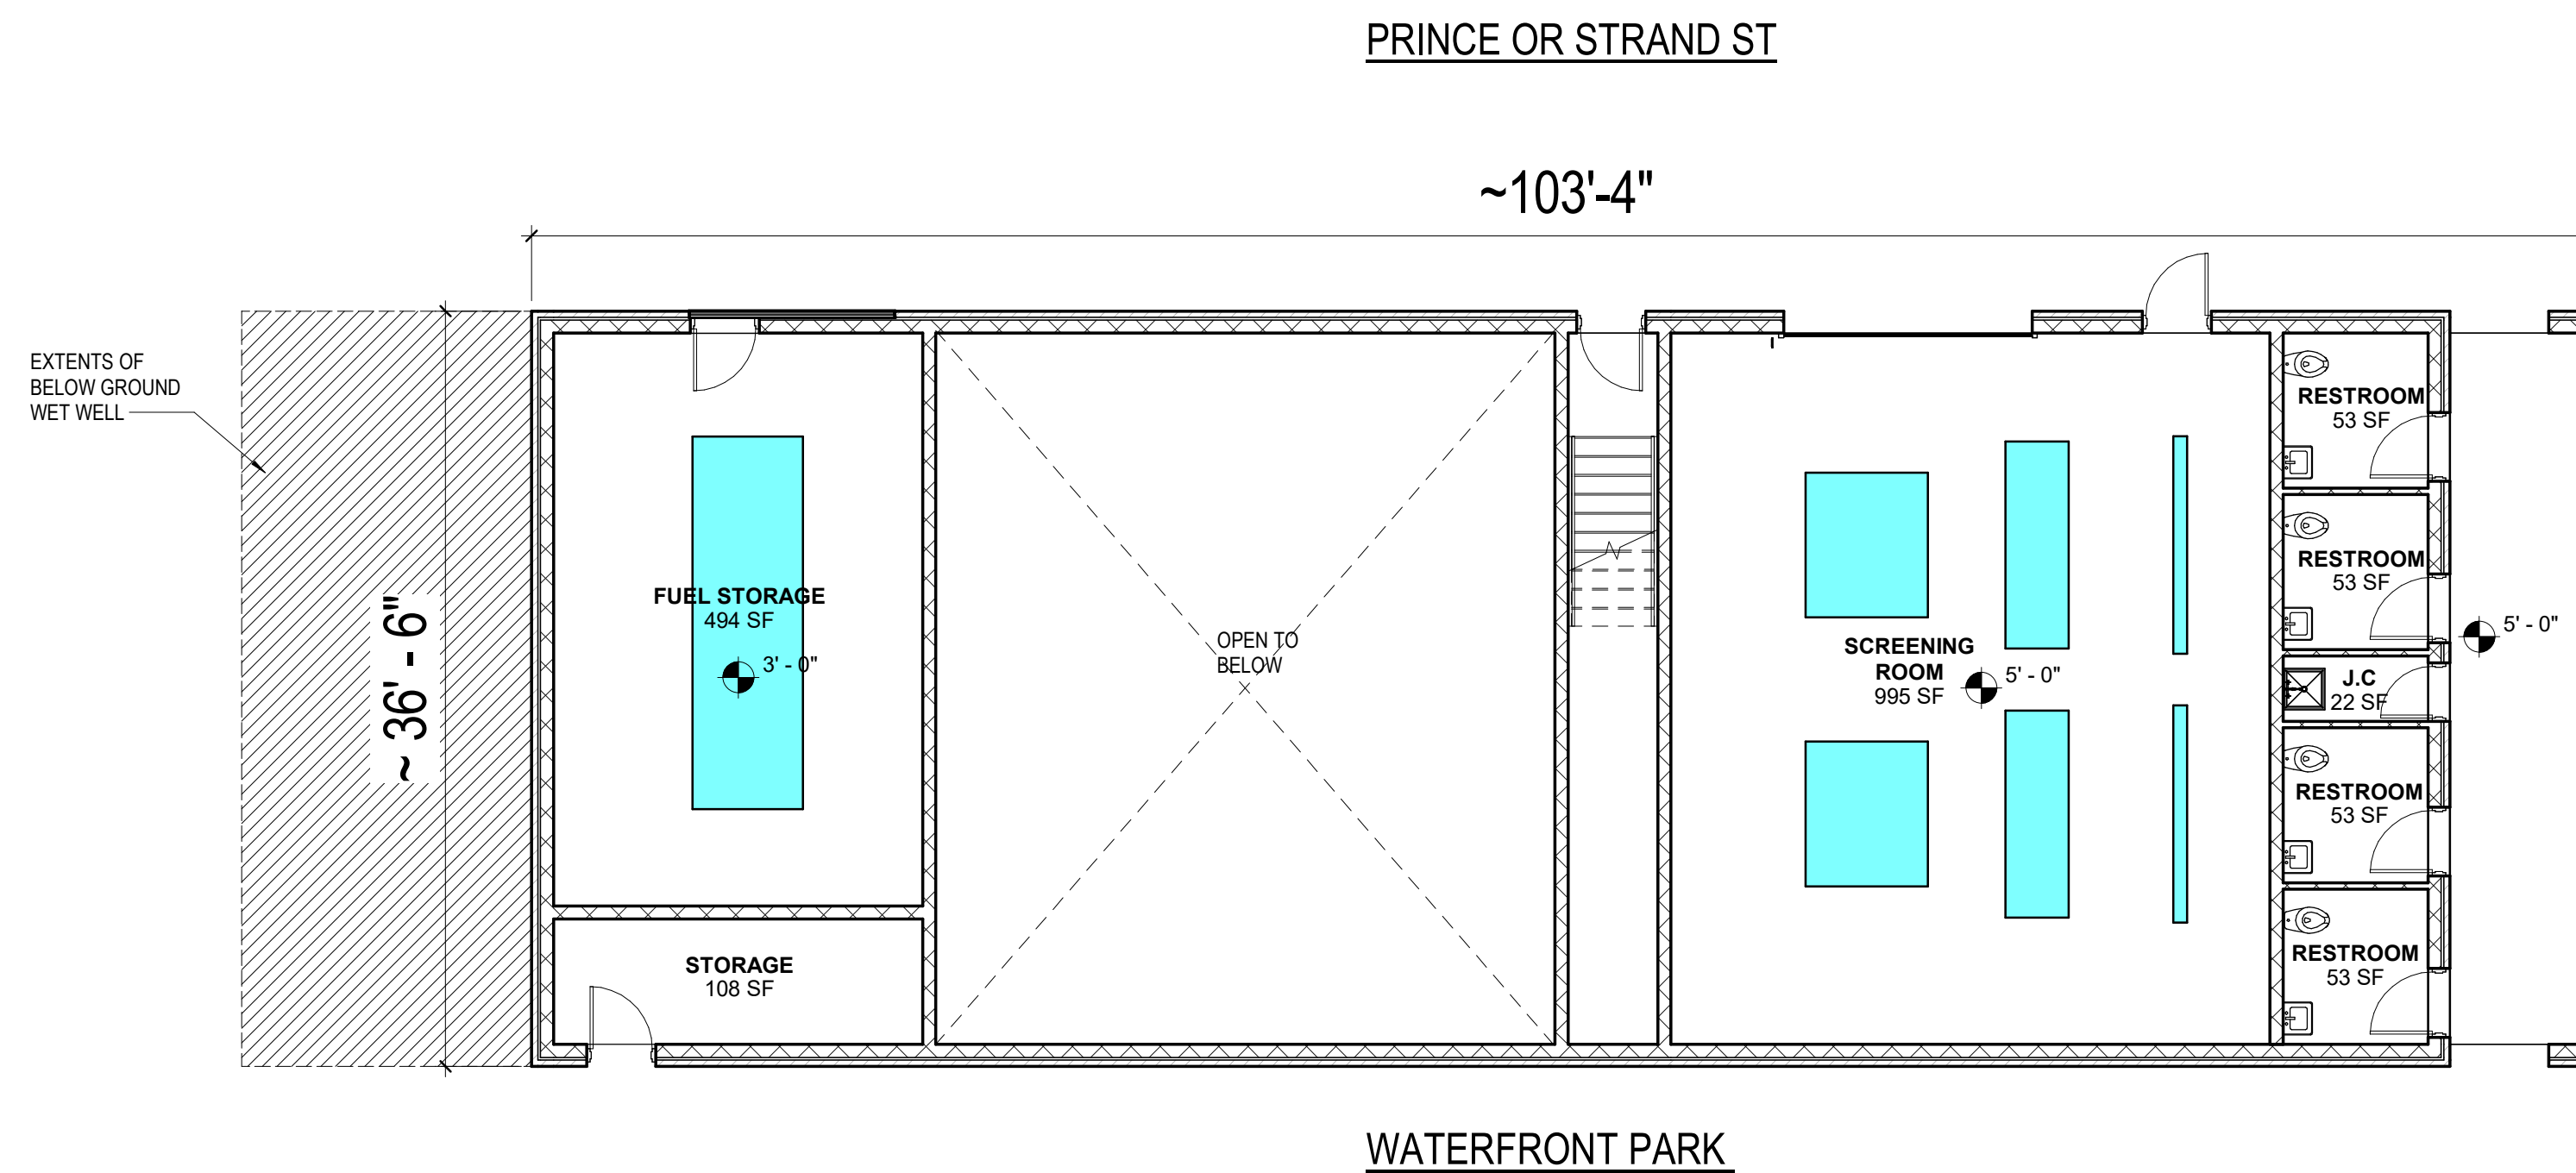 PRINCE OR STRAND ST
~103'-4"
EXTENTS OF
BELOW GROUND
WET WELL
~ 36' - 6"
FUEL STORAGE
494 SF
3' - 0"
STORAGE
108 SF
OPEN TO
BELOW
SCREENING
ROOM
995 SF
5' - 0"
RESTROOM
53 SF
RESTROOM
53 SF
J.C
22 SF
RESTROOM
53 SF
RESTROOM
53 SF
5' - 0"
WATERFRONT PARK